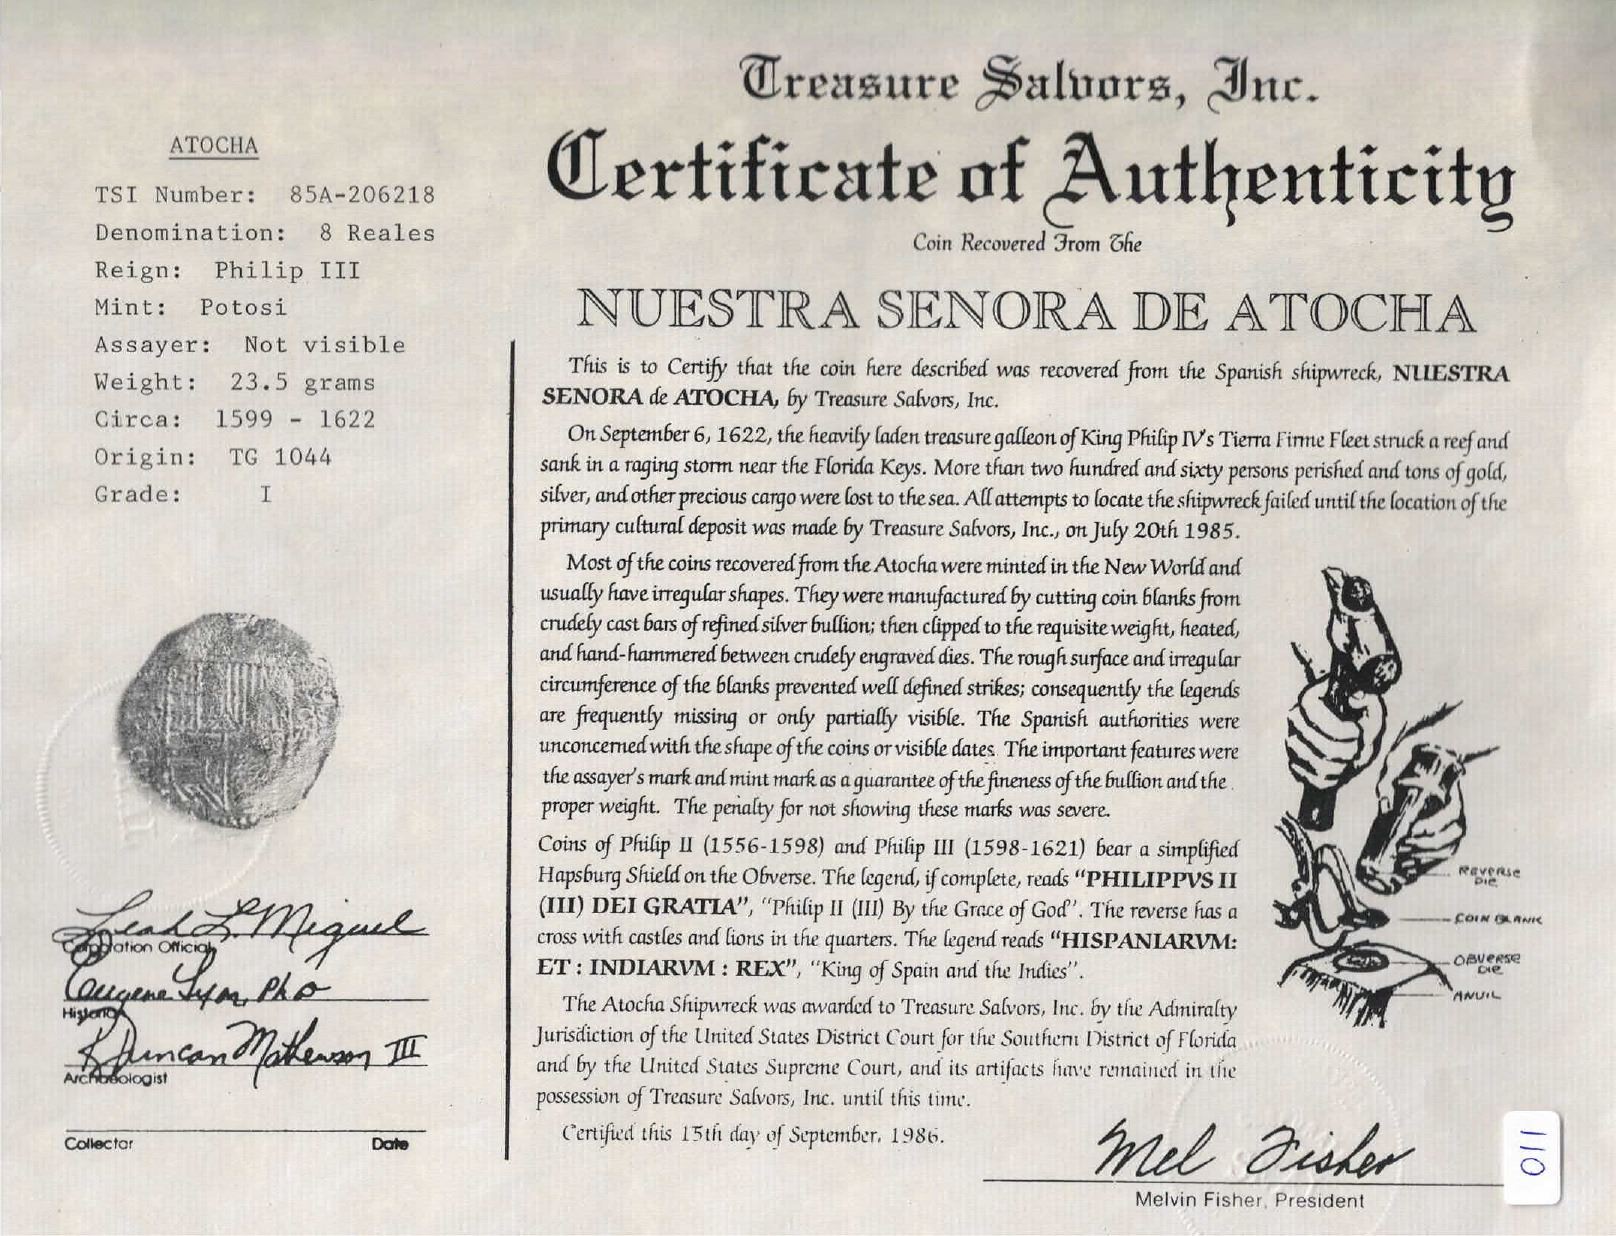 Treasure Salvors, Inc.
Certificate of Authenticity
Coin Recovered From The
NUESTRA SENORA DE ATOCHA
ATOCHA
TSI Number: 85A-206218
Denomination: 8 Reales
Reign: Philip III
Mint: Potosi
Assayer: Not visible
Weight: 23.5 grams
Circa: 1599 - 1622
Origin: TG 1044
Grade: I
This is to Certify that the coin here described was recovered from the Spanish shipwreck, NUESTRA
SENORA de ATOCHA, by Treasure Salvors, Inc.
On September 6, 1622, the heavily laden treasure galleon of King Philip IV's Tierra Firme Fleet struck a reef and
sank in a raging storm near the Florida Keys. More than two hundred and sixty persons perished and tons of gold,
silver, and other precious cargo were lost to the sea. All attempts to locate the shipwreck failed until the location of the
primary cultural deposit was made by Treasure Salvors, Inc., on July 20th 1985.
Most of the coins recovered from the Atocha were minted in the New World and
usually have irregular shapes. They were manufactured by cutting coin blanks from
crudely cast bars of refined silver bullion; then clipped to the requisite weight, heated,
and hand-hammered between crudely engraved dies. The rough surface and irregular
circumference of the blanks prevented well defined strikes; consequently the legends
are frequently missing or only partially visible. The Spanish authorities were
unconcerned with the shape of the coins or visible dates. The important features were
the assayer's mark and mint mark as a guarantee of the fineness of the bullion and the
proper weight. The penalty for not showing these marks was severe.
Coins of Philip II (1556-1598) and Philip III (1598-1621) bear a simplified
Hapsburg Shield on the Obverse. The legend, if complete, reads "PHILIPPVS II
(III) DEI GRATIA", "Philip II (III) By the Grace of God". The reverse has a
cross with castles and lions in the quarters. The legend reads "HISPANIARVM:
ET : INDIARVM : REX", "King of Spain and the Indies".
The Atocha Shipwreck was awarded to Treasure Salvors, Inc. by the Admiralty
Jurisdiction of the United States District Court for the Southern District of Florida
and by the United States Supreme Court, and its artifacts have remained in the
possession of Treasure Salvors, Inc. until this time.
Certified this 15th day of September, 1986.
REVERSE
DIE
COIN BLANK
OBVERSE
DIE
ANVIL
Leah L. Miguel
Corporation Official
Eugene Lyon, PhD
Historian
R Duncan Mathewson III
Archaeologist
Collector Date
Mel Fisher
Melvin Fisher, President
110